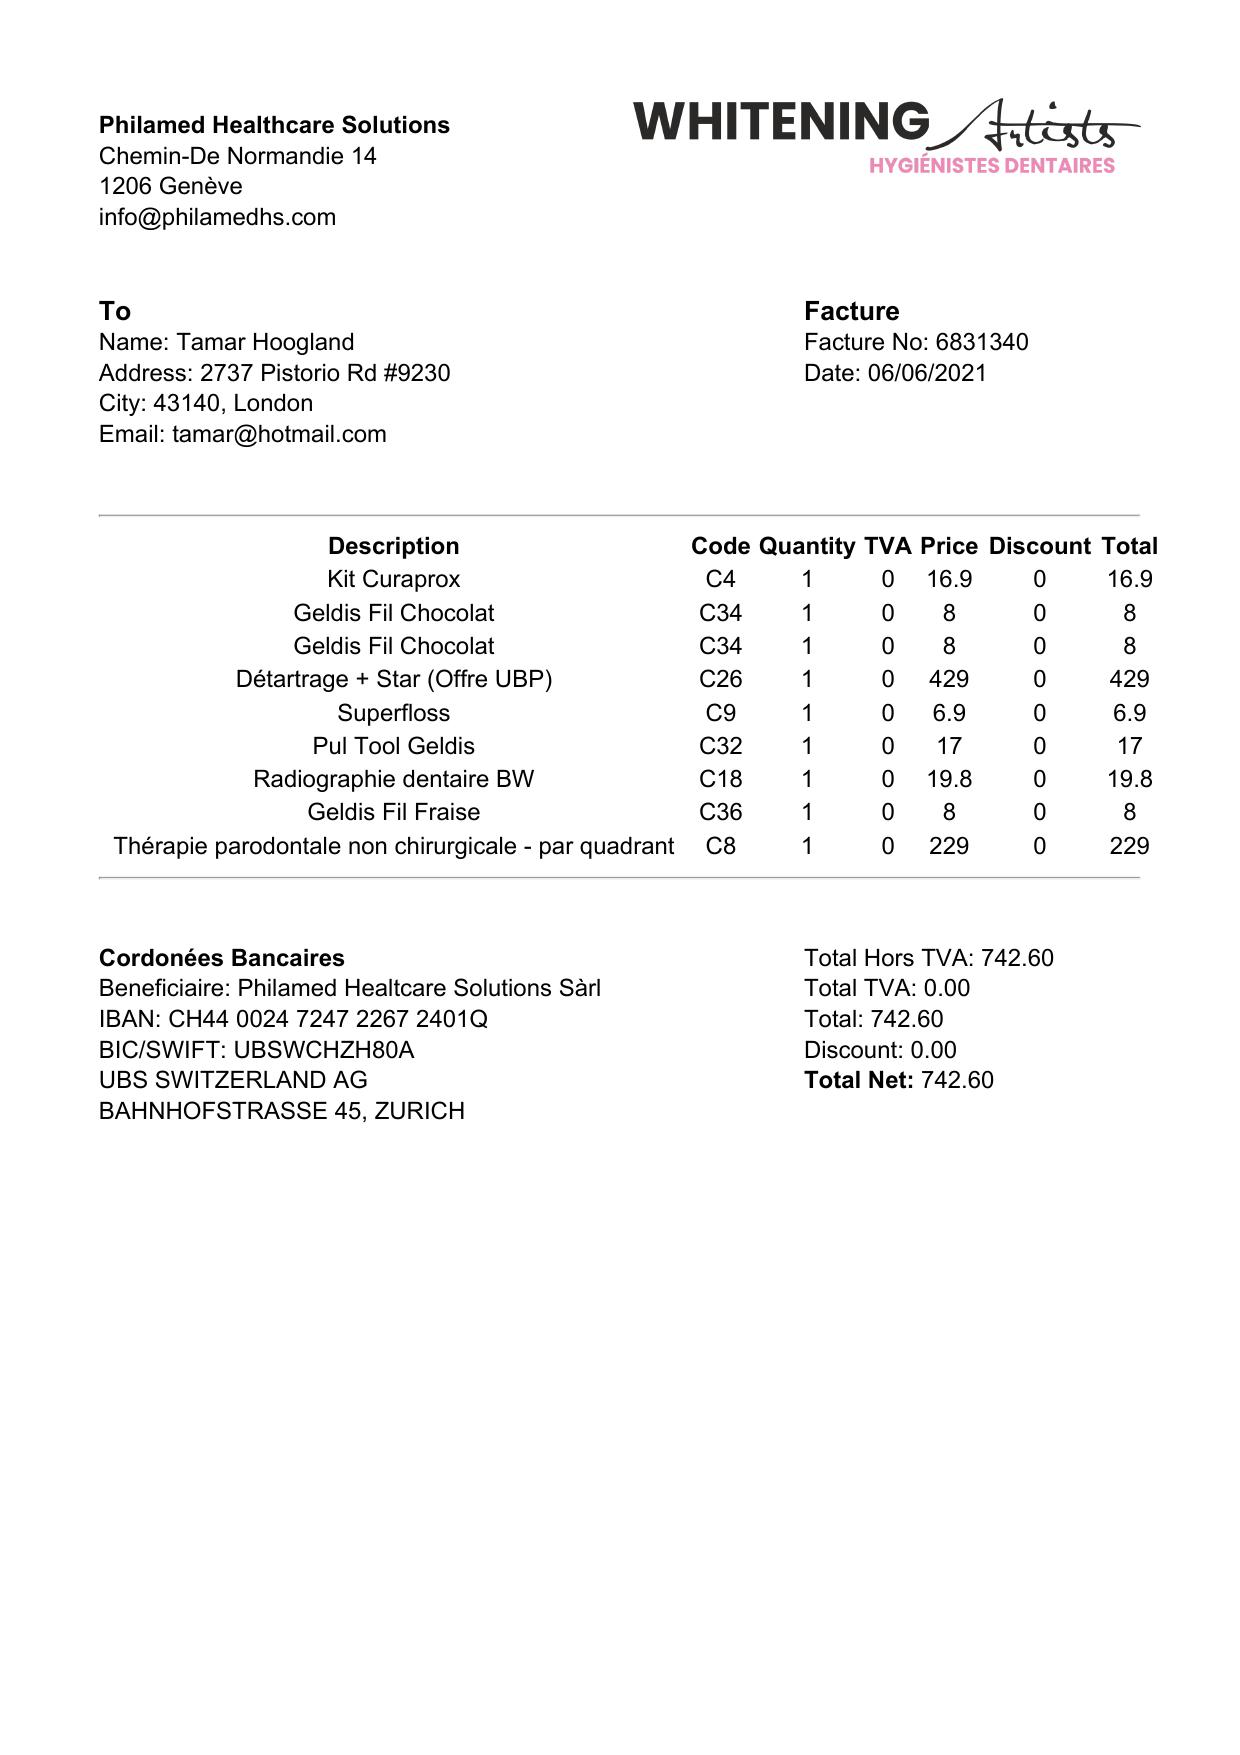 Philamed Healthcare Solutions
Chemin-De Normandie 14
1206 Genève
info@philamedhs.com
WHITENING Artists
HYGIÉNISTES DENTAIRES
To
Name: Tamar Hoogland
Address: 2737 Pistorio Rd #9230
City: 43140, London
Email: tamar@hotmail.com
Facture
Facture No: 6831340
Date: 06/06/2021
Description Code Quantity TVA Price Discount Total
Kit Curaprox C4 1 0 16.9 0 16.9
Geldis Fil Chocolat C34 1 0 8 0 8
Geldis Fil Chocolat C34 1 0 8 0 8
Détartrage + Star (Offre UBP) C26 1 0 429 0 429
Superfloss C9 1 0 6.9 0 6.9
Pul Tool Geldis C32 1 0 17 0 17
Radiographie dentaire BW C18 1 0 19.8 0 19.8
Geldis Fil Fraise C36 1 0 8 0 8
Thérapie parodontale non chirurgicale - par quadrant C8 1 0 229 0 229
Cordonées Bancaires
Beneficiaire: Philamed Healtcare Solutions Sàrl
IBAN: CH44 0024 7247 2267 2401Q
BIC/SWIFT: UBSWCHZH80A
UBS SWITZERLAND AG
BAHNHOFSTRASSE 45, ZURICH
Total Hors TVA: 742.60
Total TVA: 0.00
Total: 742.60
Discount: 0.00
Total Net: 742.60